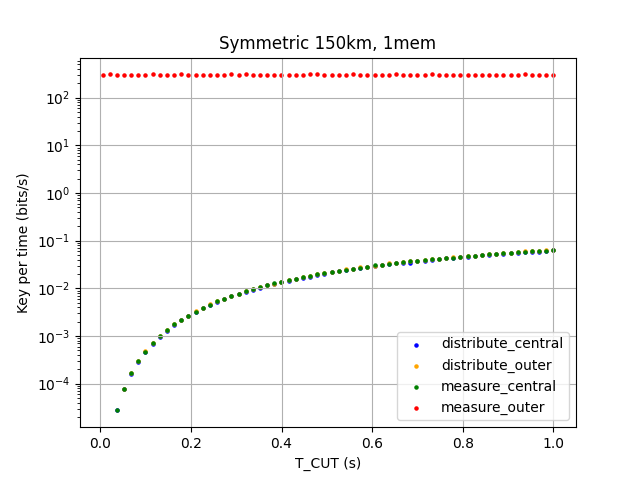 Symmetric 150km, 1mem
Key per time (bits/s)
10²
10¹
10⁰
10⁻¹
10⁻²
10⁻³
10⁻⁴
0.0 0.2 0.4 0.6 0.8 1.0
T_CUT (s)
distribute_central
distribute_outer
measure_central
measure_outer